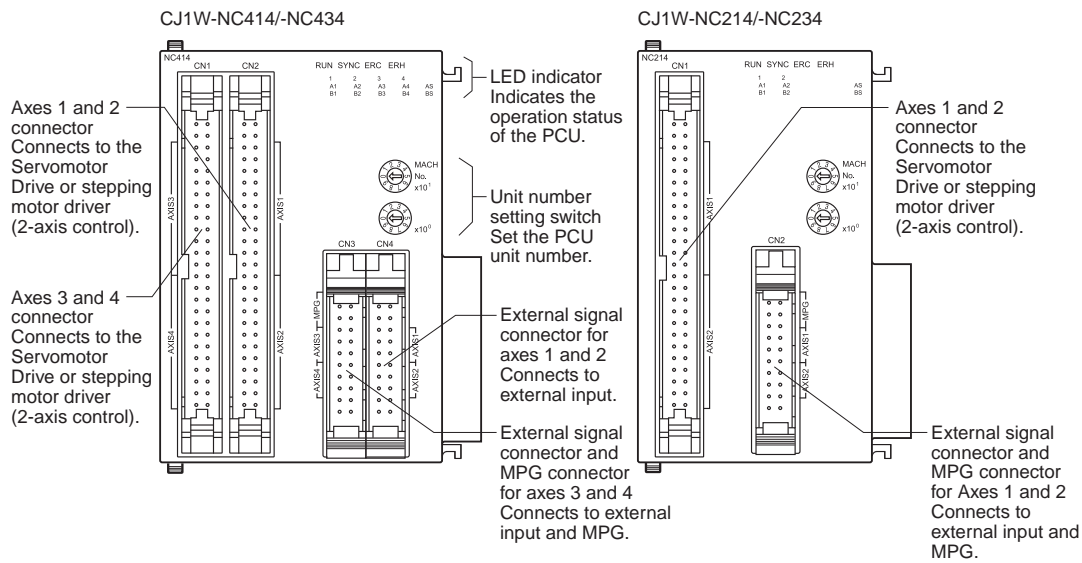 CJ1W-NC414/-NC434
NC414
CN1 CN2
RUN SYNC ERC ERH
1 2 3 4
A1 A2 A3 A4 AS
B1 B2 B3 B4 BS
LED indicator
Indicates the
operation status
of the PCU.
Axes 1 and 2
connector
Connects to the
Servomotor
Drive or stepping
motor driver
(2-axis control).
MACH
No.
x10¹
x10⁰
Unit number
setting switch
Set the PCU
unit number.
AXIS3
AXIS1
CN3 CN4
Axes 3 and 4
connector
Connects to the
Servomotor
Drive or stepping
motor driver
(2-axis control).
AXIS4
AXIS2
MPG
AXIS3
AXIS4
AXIS1
AXIS2
External signal
connector for
axes 1 and 2
Connects to
external input.
External signal
connector and
MPG connector
for axes 3 and 4
Connects to external
input and MPG.
CJ1W-NC214/-NC234
NC214
CN1
RUN SYNC ERC ERH
1 2
A1 A2 AS
B1 B2 BS
MACH
No.
x10¹
x10⁰
Axes 1 and 2
connector
Connects to the
Servomotor
Drive or stepping
motor driver
(2-axis control).
AXIS1
AXIS2
CN2
MPG
AXIS1
AXIS2
External signal
connector and
MPG connector
for Axes 1 and 2
Connects to
external input and
MPG.